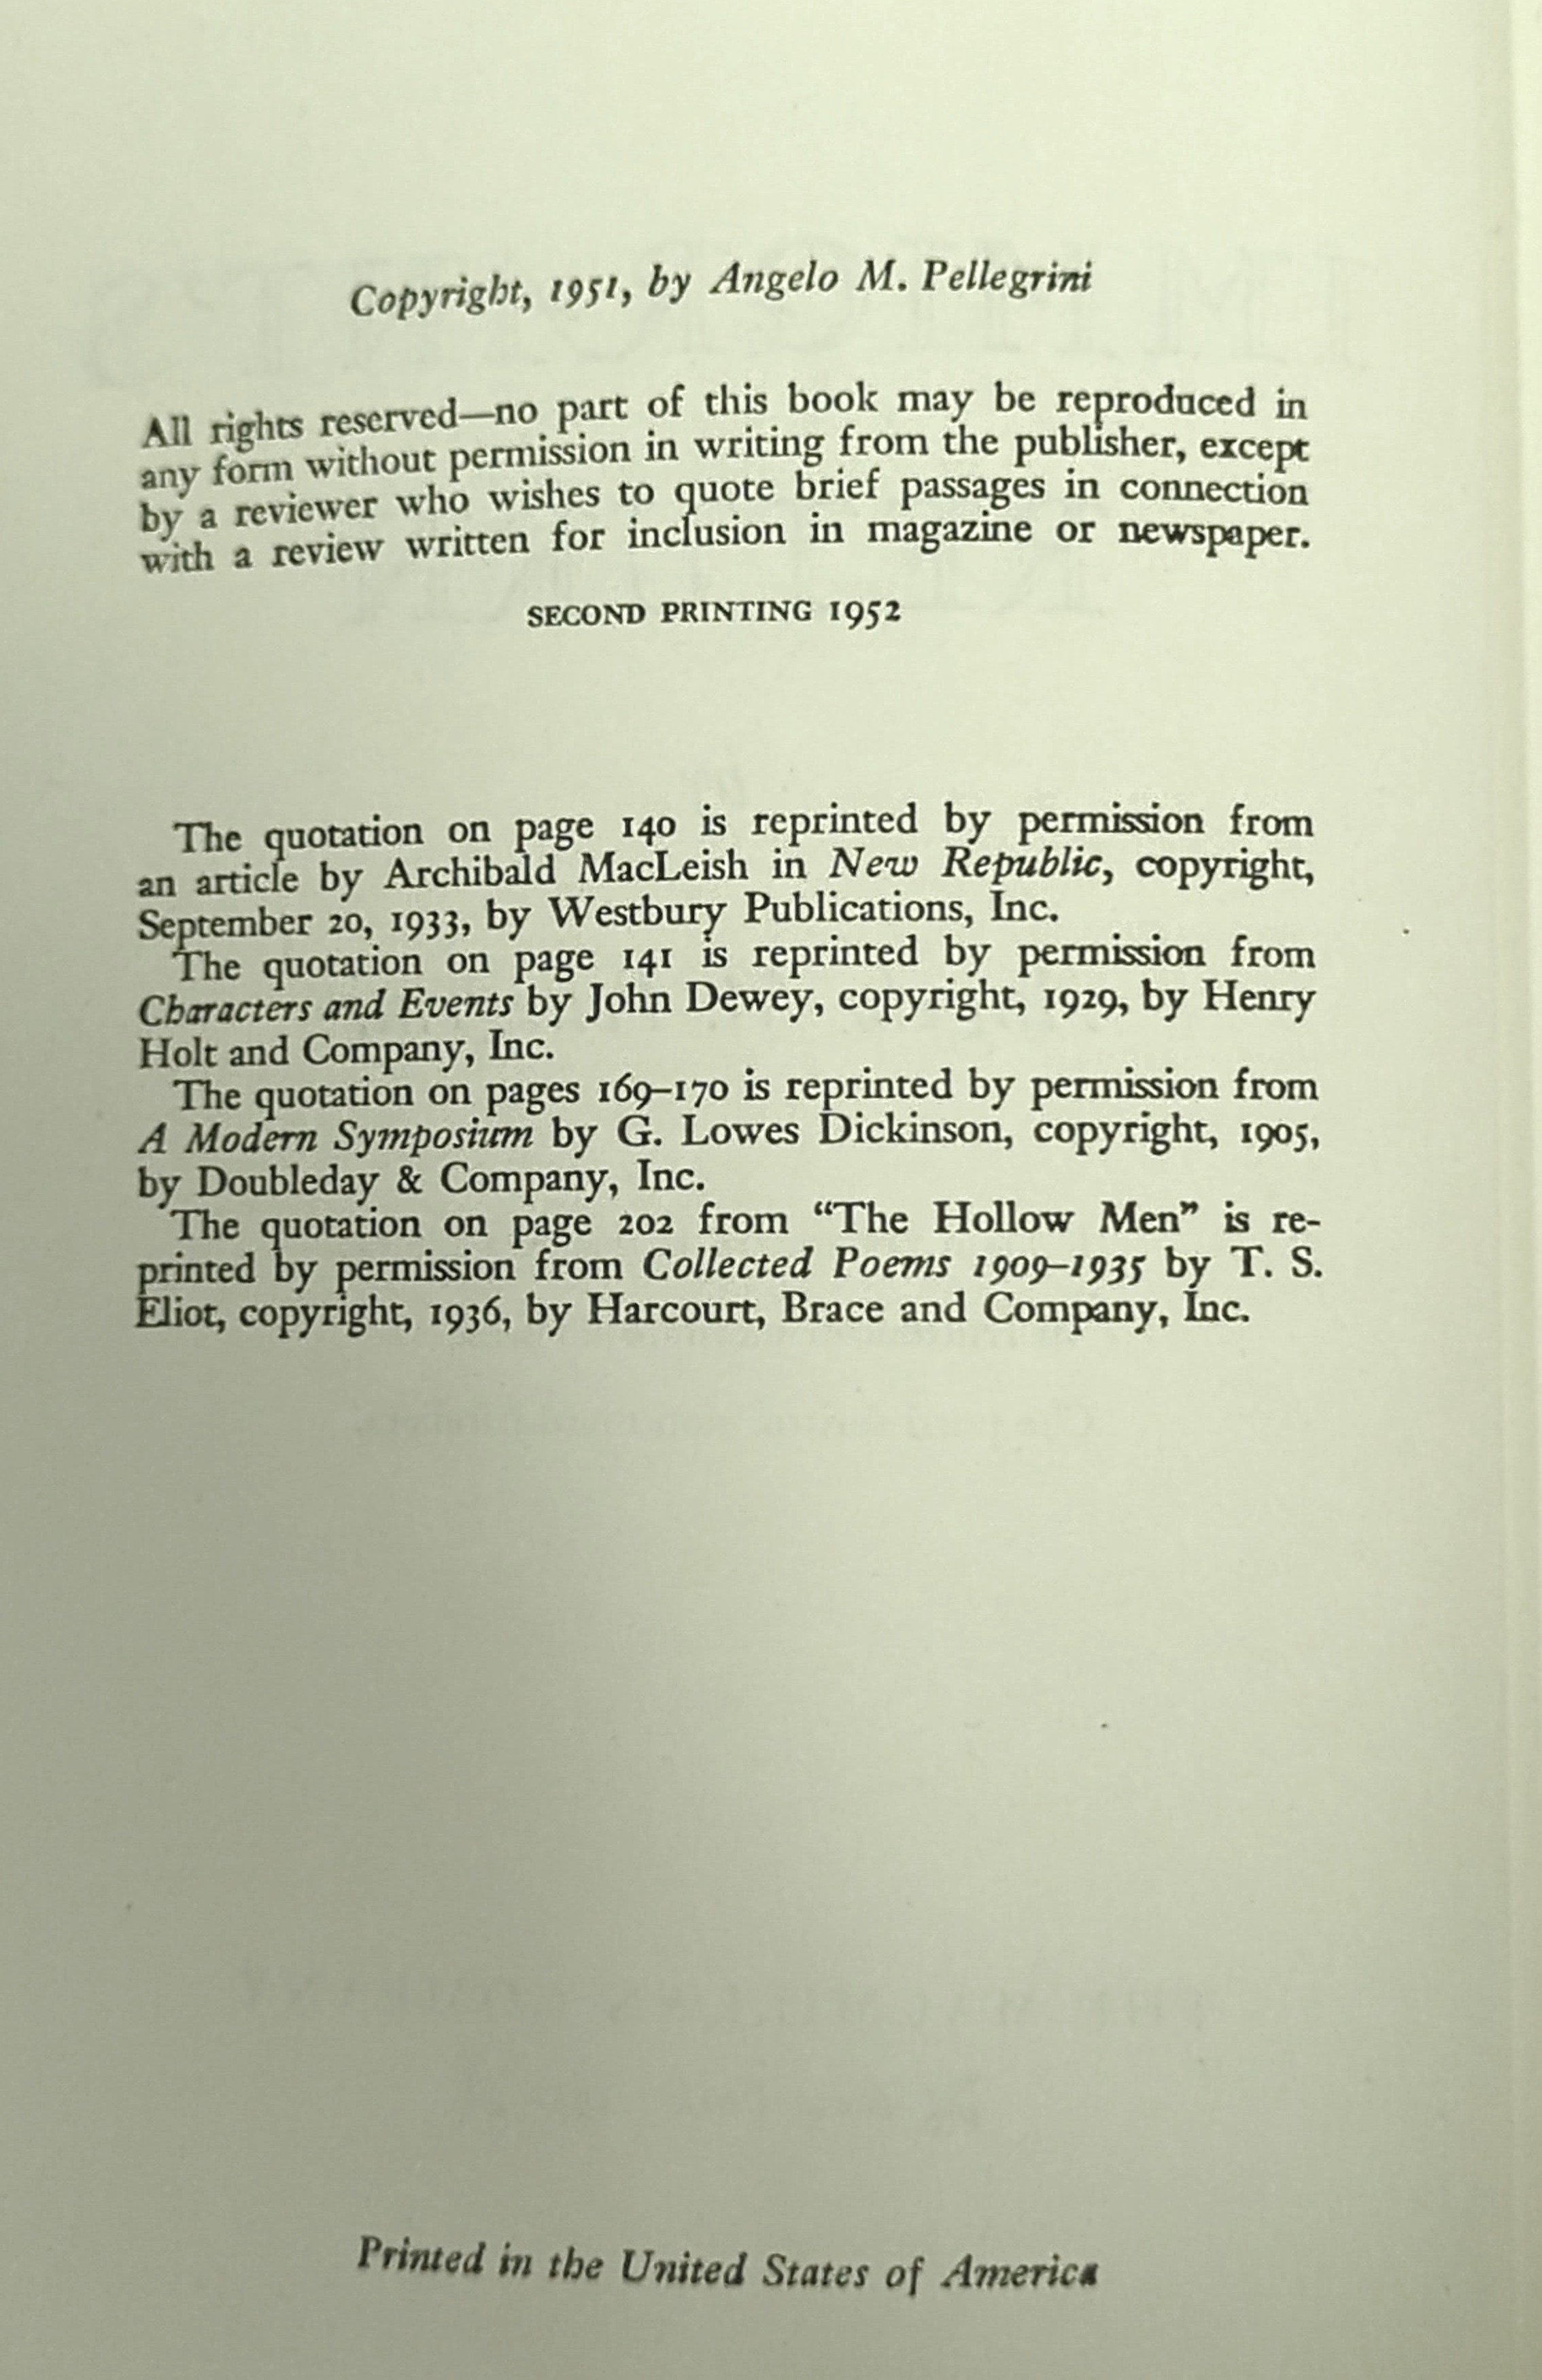 Copyright, 1951, by Angelo M. Pellegrini
All rights reserved—no part of this book may be reproduced in
any form without permission in writing from the publisher, except
by a reviewer who wishes to quote brief passages in connection
with a review written for inclusion in magazine or newspaper.
SECOND PRINTING 1952
The quotation on page 140 is reprinted by permission from
an article by Archibald MacLeish in New Republic, copyright,
September 20, 1933, by Westbury Publications, Inc.
The quotation on page 141 is reprinted by permission from
Characters and Events by John Dewey, copyright, 1929, by Henry
Holt and Company, Inc.
The quotation on pages 169–170 is reprinted by permission from
A Modern Symposium by G. Lowes Dickinson, copyright, 1905,
by Doubleday & Company, Inc.
The quotation on page 202 from “The Hollow Men” is re-
printed by permission from Collected Poems 1909–1935 by T. S.
Eliot, copyright, 1936, by Harcourt, Brace and Company, Inc.
Printed in the United States of America